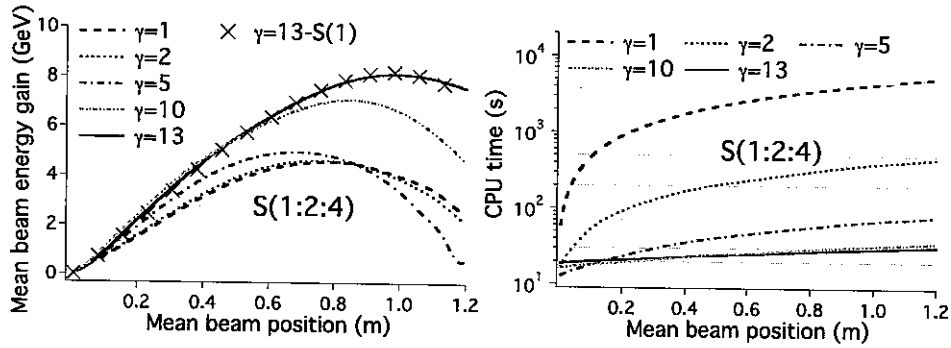 Mean beam energy gain (GeV)
10
8
6
4
2
0
γ=1
γ=2
γ=5
γ=10
γ=13
× γ=13-S(1)
S(1:2:4)
0.2 0.4 0.6 0.8 1.0 1.2
Mean beam position (m)
CPU time (s)
10⁴
10³
10²
10¹
γ=1 γ=2 γ=5
γ=10 γ=13
S(1:2:4)
0.2 0.4 0.6 0.8 1.0 1.2
Mean beam position (m)